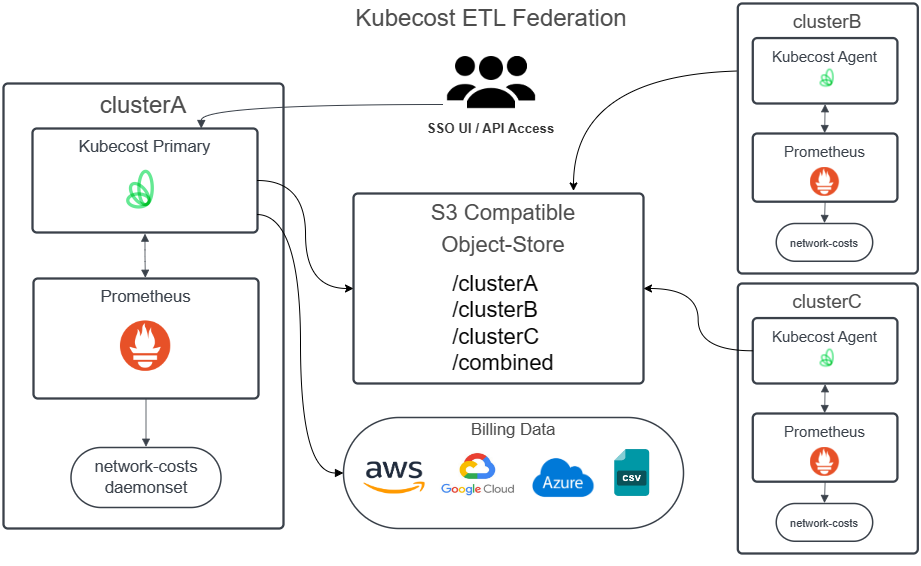 Kubecost ETL Federation
SSO UI / API Access
clusterA
Kubecost Primary
Prometheus
network-costs
daemonset
S3 Compatible
Object-Store
/clusterA
/clusterB
/clusterC
/combined
Billing Data
aws
Google Cloud
Azure
CSV
clusterB
Kubecost Agent
Prometheus
network-costs
clusterC
Kubecost Agent
Prometheus
network-costs